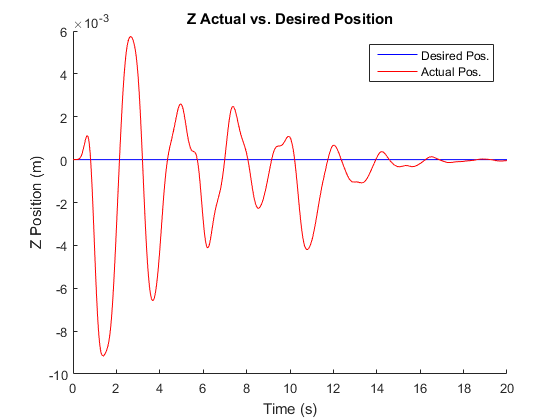 Z Actual vs. Desired Position
×10-3
6
4
2
0
-2
-4
-6
-8
-10
Z Position (m)
Desired Pos.
Actual Pos.
0 2 4 6 8 10 12 14 16 18 20
Time (s)